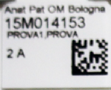 Anat Pat OM Bologna
15M014153
PROVA1,PROVA
2 A